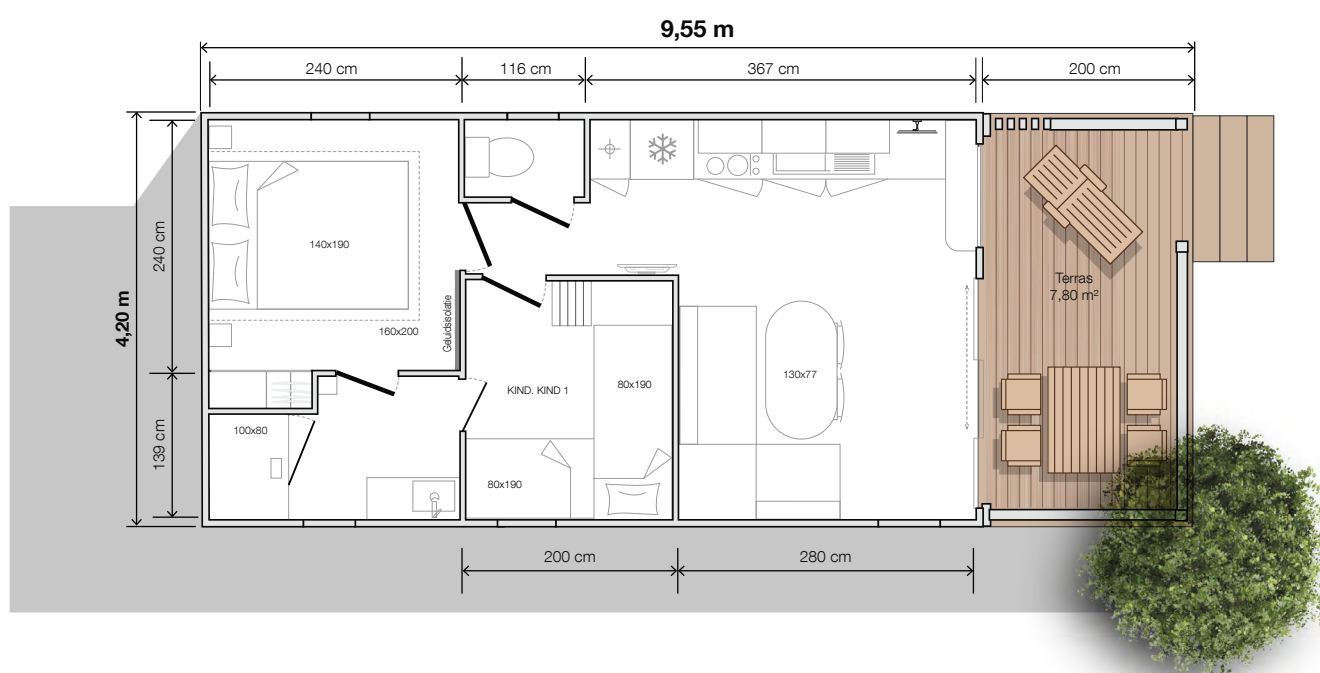 9,55 m
240 cm
116 cm
367 cm
200 cm
4,20 m
240 cm
139 cm
140x190
160x200
Geluidsisolatie
100x80
KIND. KIND 1
80x190
80x190
130x77
Terras
7,80 m²
200 cm
280 cm